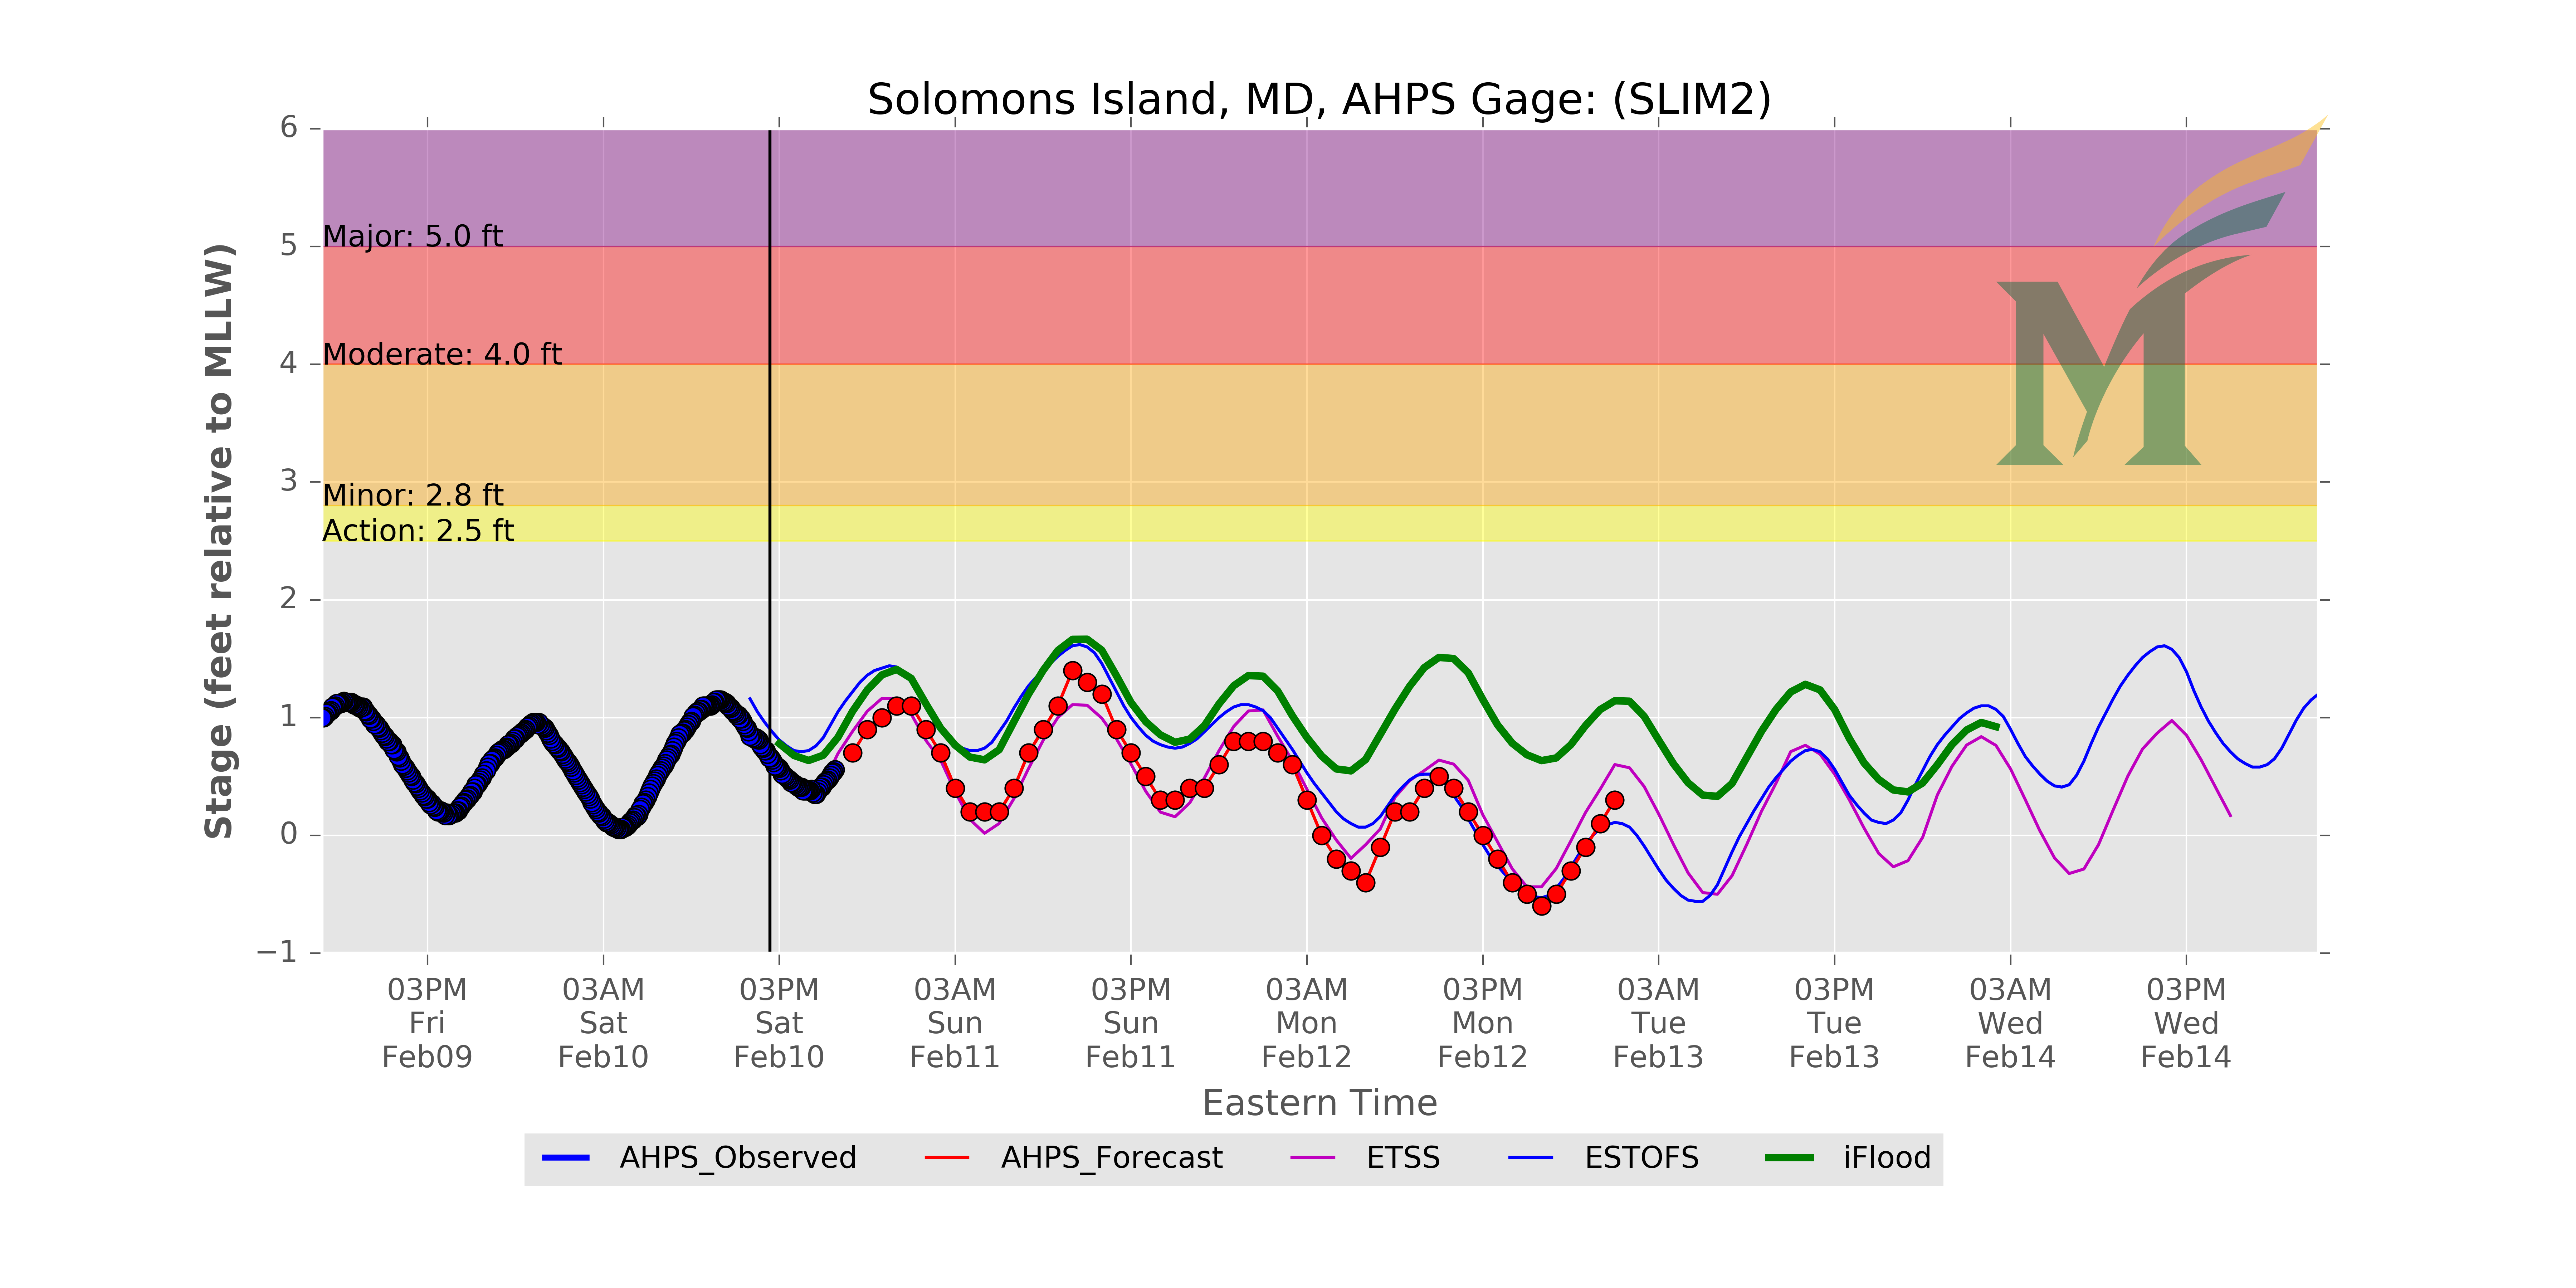 Solomons Island, MD, AHPS Gage: (SLIM2)
Stage (feet relative to MLLW)
6
5
4
3
2
1
0
−1
Major: 5.0 ft
Moderate: 4.0 ft
Minor: 2.8 ft
Action: 2.5 ft
M
03PM 03AM 03PM 03AM 03PM 03AM 03PM 03AM 03PM 03AM 03PM
Fri Sat Sat Sun Sun Mon Mon Tue Tue Wed Wed
Feb09 Feb10 Feb10 Feb11 Feb11 Feb12 Feb12 Feb13 Feb13 Feb14 Feb14
Eastern Time
AHPS_Observed AHPS_Forecast ETSS ESTOFS iFlood